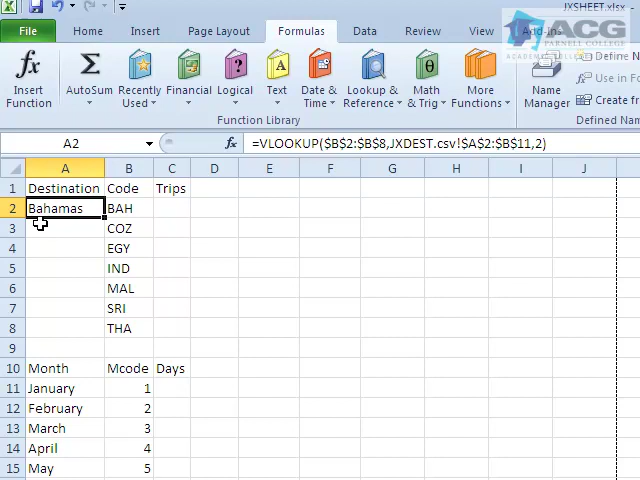 JXSHEET.xlsx
File Home Insert Page Layout Formulas Data Review View Add-Ins
ACG
PARNELL COLLEGE
Insert Function
AutoSum
Recently Used
Financial
Logical
Text
Date & Time
Lookup & Reference
Math & Trig
More Functions
Name Manager
Define N
Use in Fo
Create fro
Function Library
Defined Nam
A2 fx =VLOOKUP($B$2:$B$8,JXDEST.csv!$A$2:$B$11,2)
A B C D E F G H I J
1 Destination Code Trips
2 Bahamas BAH
3 COZ
4 EGY
5 IND
6 MAL
7 SRI
8 THA
9
10 Month Mcode Days
11 January 1
12 February 2
13 March 3
14 April 4
15 May 5